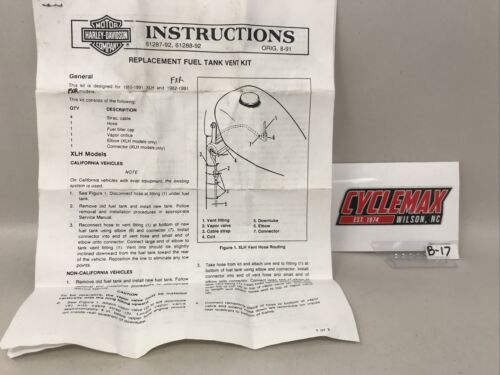 MOTOR
HARLEY-DAVIDSON
COMPANY
INSTRUCTIONS
61287-92, 61288-92
ORIG. 8-91
REPLACEMENT FUEL TANK VENT KIT
General
FXR
This kit is designed for XLH and 1982-1991
FXR models.
This kit consists of the following:
QTY DESCRIPTION
4 Strap, cable
1 Hose
1 Fuel filler cap
1 Vapor orifice
1 Elbow (XLH models only)
1 Connector (XLH models only)
XLH Models
CALIFORNIA VEHICLES
NOTE
On California vehicles with evap equipment, the existing
system is used.
1. See Figure 1. Disconnect hose at fitting (1) under fuel
tank.
2. Remove old fuel tank and install new tank. Follow
removal and installation procedures in appropriate
Service Manual.
3. Reconnect hose to vent fitting (1) at bottom of new
fuel tank using elbow (6) and connector (7). Install
connector into end of vent hose and small end of
elbow onto connector. Connect large end of elbow to
tank vent fitting (1). Vent line should be slightly
inclined downward from the fuel tank toward the rear
of the vehicle. Reposition the line to eliminate any low
points.
NON-CALIFORNIA VEHICLES
1. Remove old fuel tank and install new fuel tank. Follow
CAUTION
1. Vent fitting
2. Vapor valve
3. Cable strap
4. Coil
5. Downtube
6. Elbow
7. Connector
Figure 1. XLH Vent Hose Routing
3. Take hose from kit and attach one end to fitting (1) at
bottom of fuel tank using elbow and connector. Install
connector into end of vent hose and small end of
1 of 3
CYCLEMAX
EST. 1974
WILSON, NC
B-17